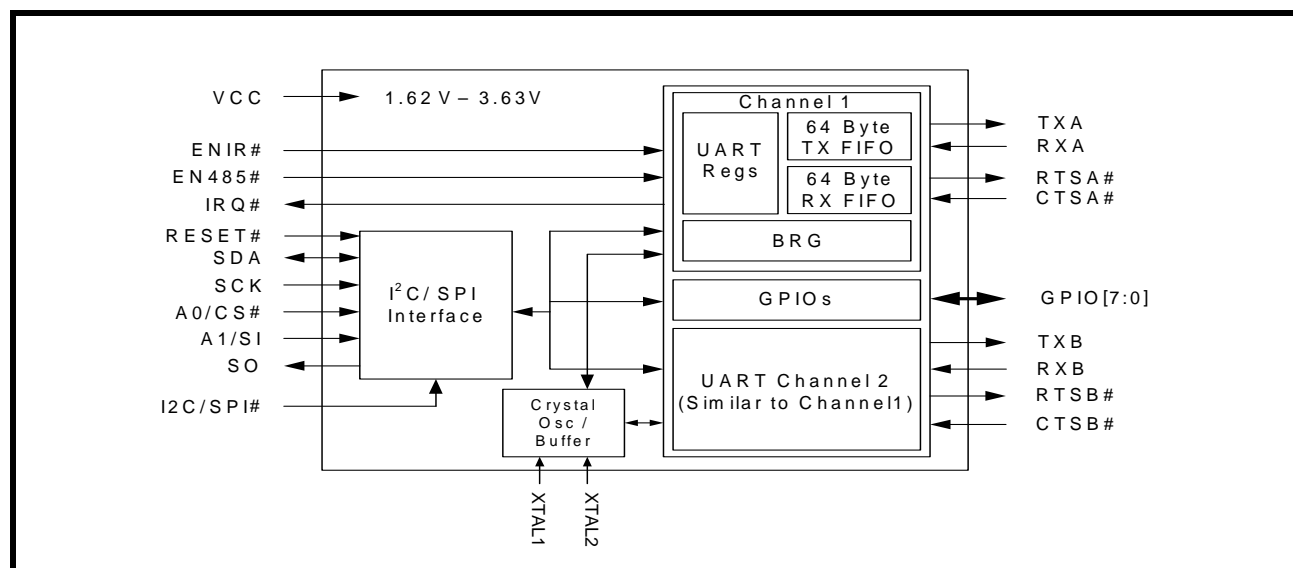 VCC
1.62V – 3.63V
ENIR#
EN485#
IRQ#
RESET#
SDA
SCK
A0/CS#
A1/SI
SO
I2C/SPI#
I²C/SPI
Interface
Crystal
Osc /
Buffer
XTAL1
XTAL2
Channel 1
UART
Regs
64 Byte
TX FIFO
64 Byte
RX FIFO
BRG
GPIOs
UART Channel 2
(Similar to Channel1)
TXA
RXA
RTSA#
CTSA#
GPIO[7:0]
TXB
RXB
RTSB#
CTSB#